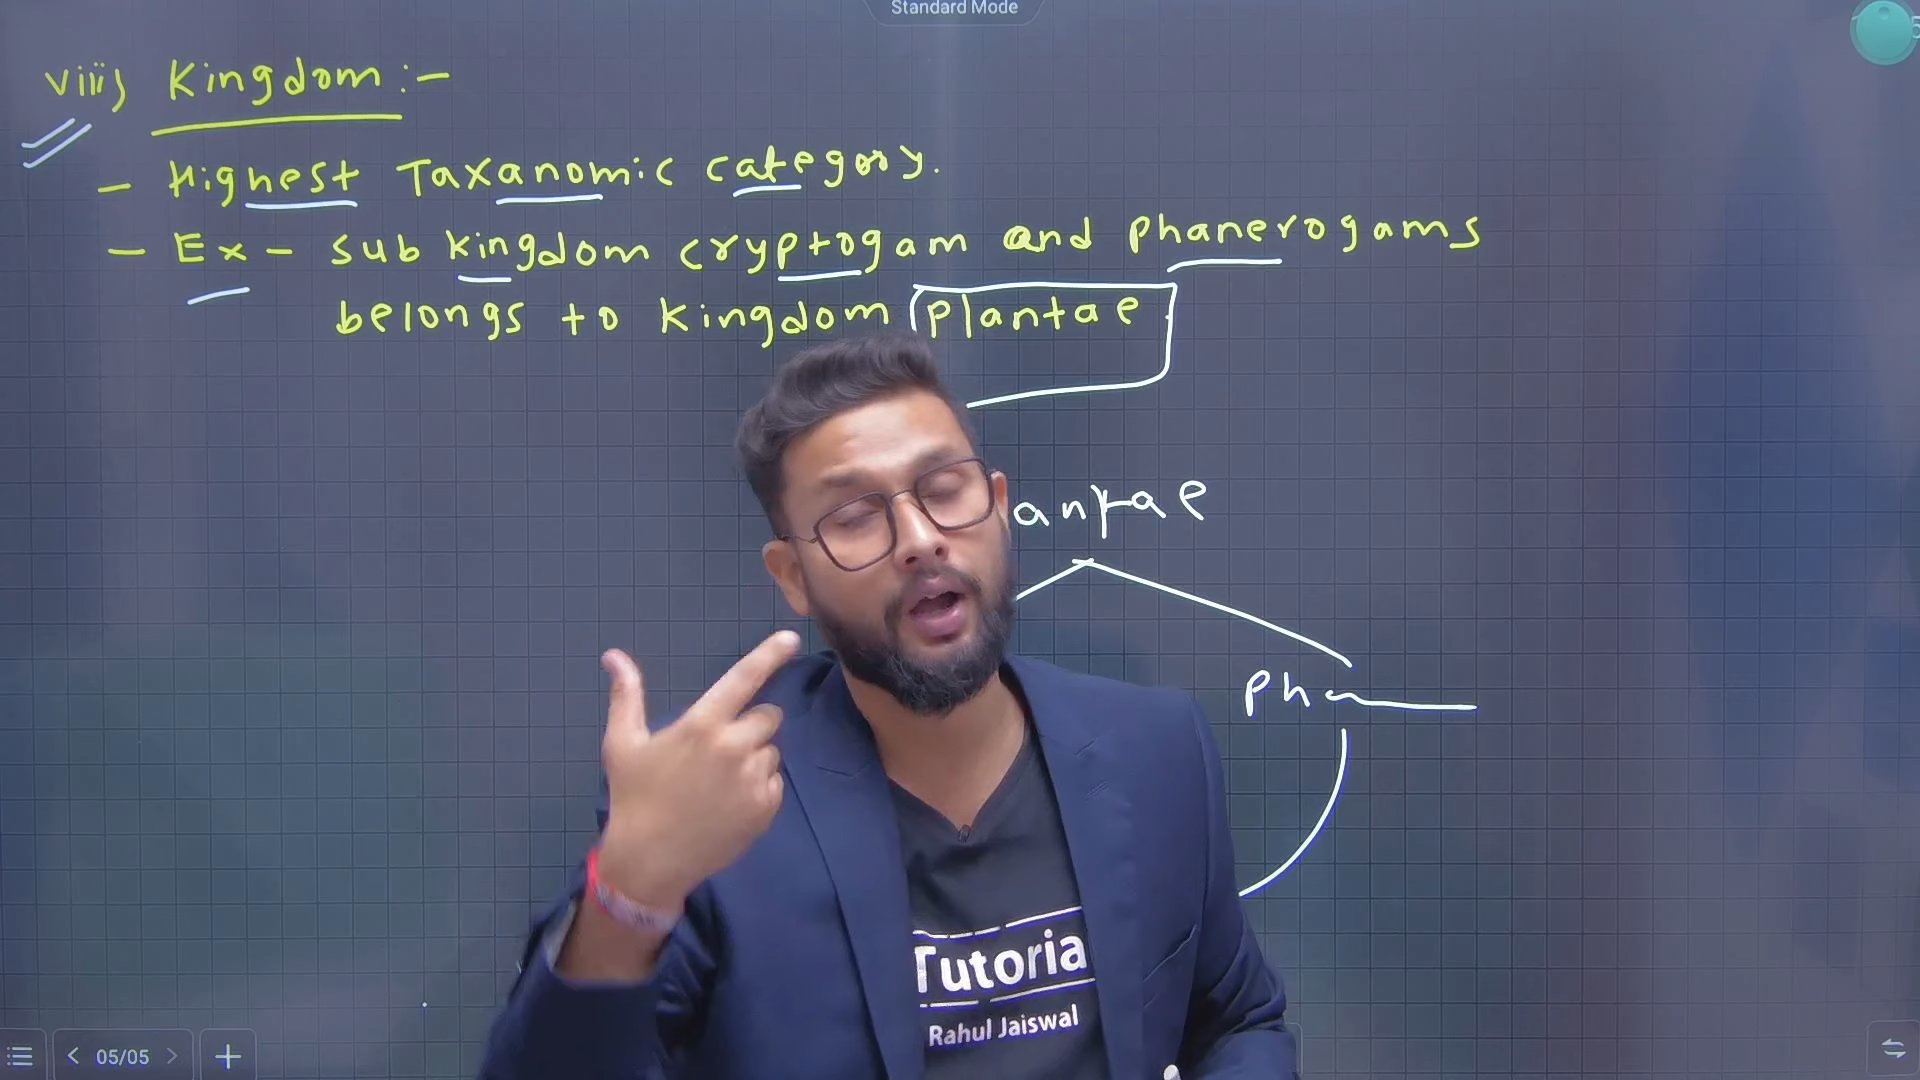 Standard Mode
viii) Kingdom :-
- Highest Taxanomic category.
- Ex - sub kingdom cryptogam and phanerogams
belongs to kingdom plantae
antae
Ph
Tutoria
Rahul Jaiswal
05/05